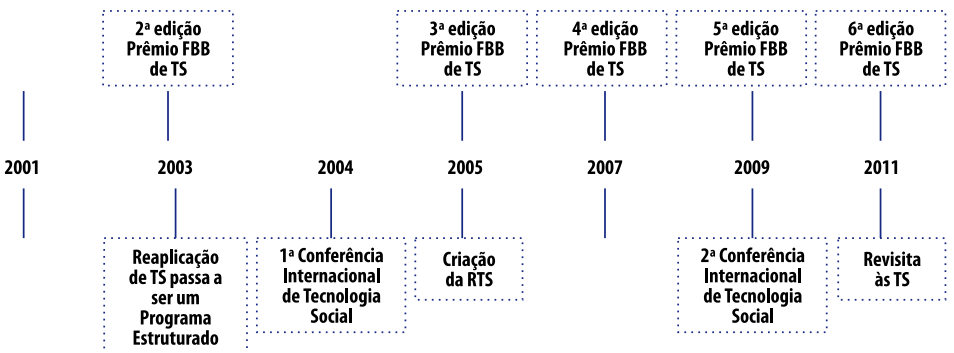 2ª edição
Prêmio FBB
de TS
3ª edição
Prêmio FBB
de TS
4ª edição
Prêmio FBB
de TS
5ª edição
Prêmio FBB
de TS
6ª edição
Prêmio FBB
de TS
2001
2003
2004
2005
2007
2009
2011
Reaplicação
de TS passa a
ser um
Programa
Estruturado
1ª Conferência
Internacional
de Tecnologia
Social
Criação
da RTS
2ª Conferência
Internacional
de Tecnologia
Social
Revisita
às TS